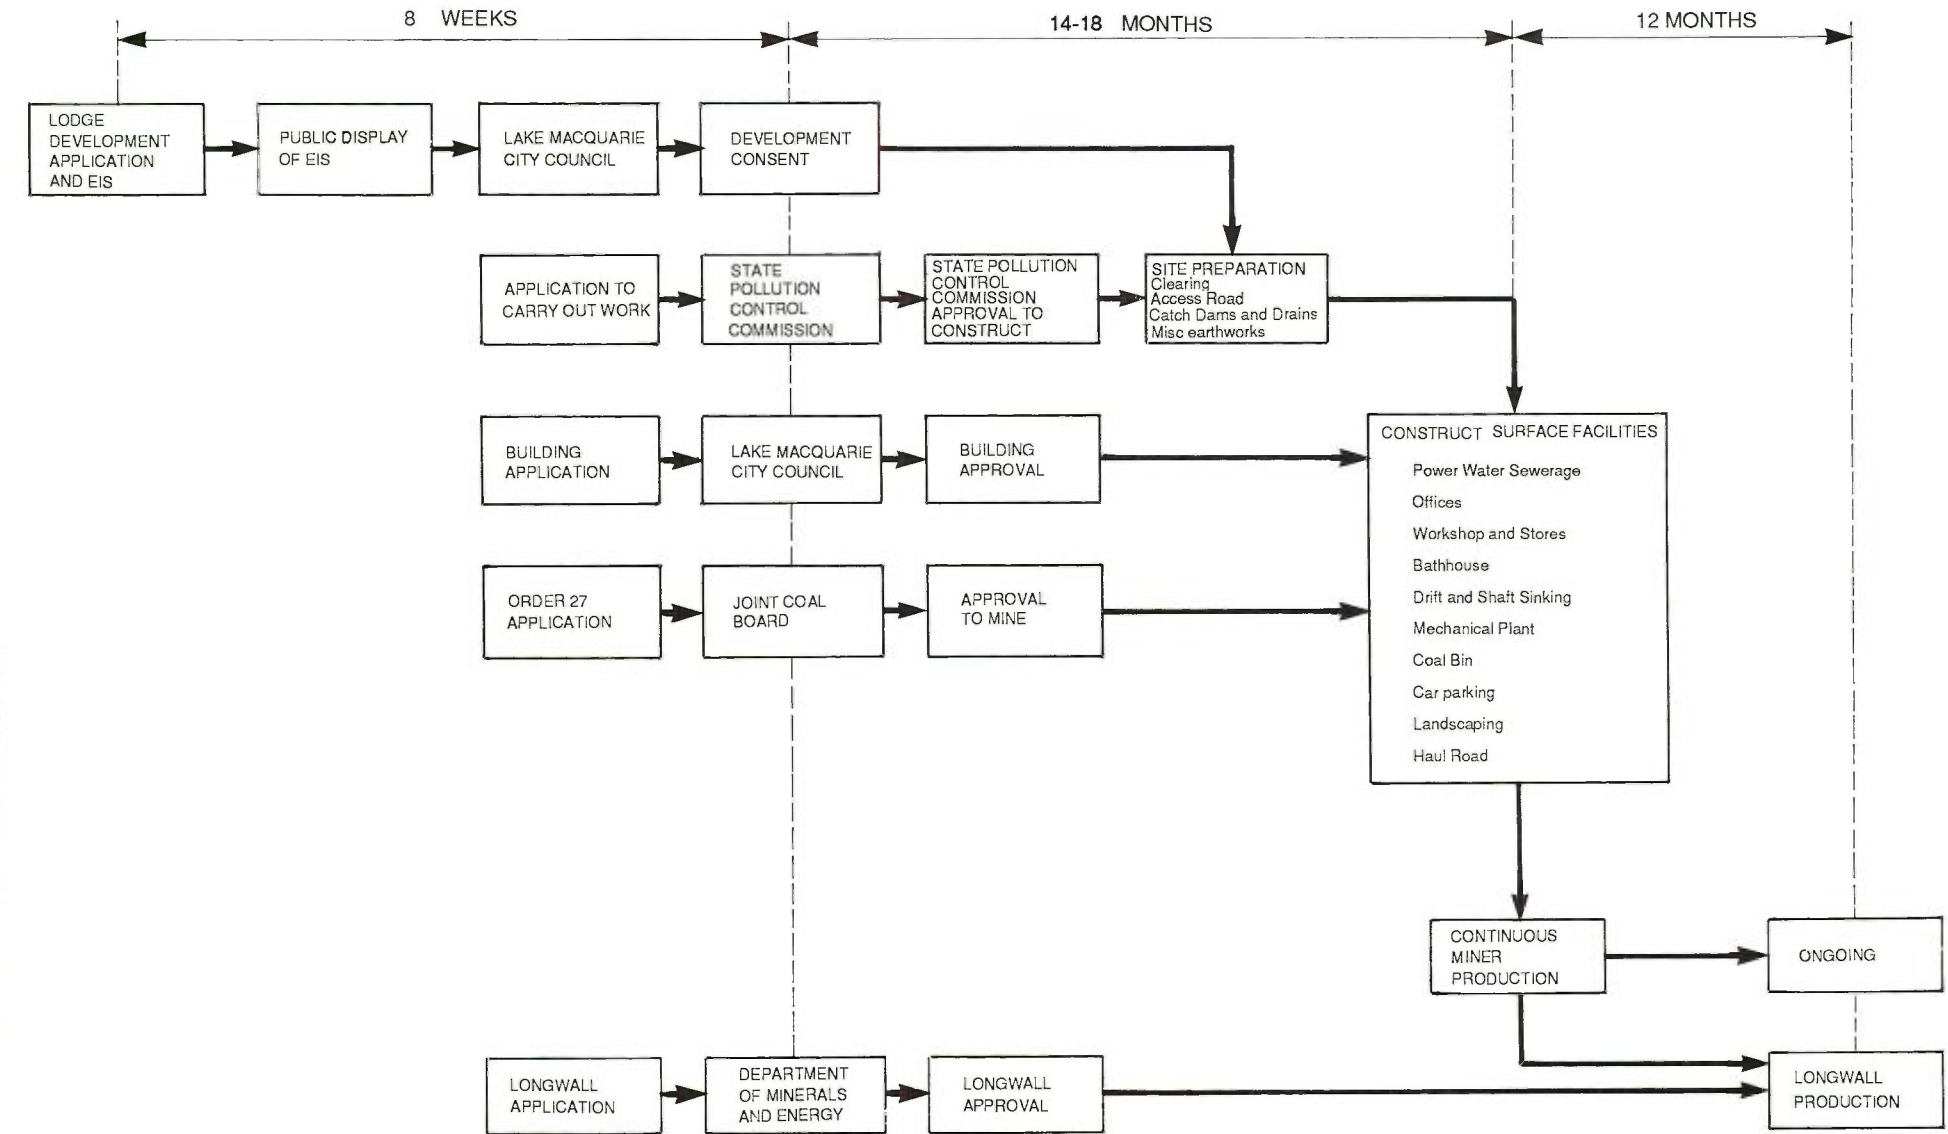 8 WEEKS
14-18 MONTHS
12 MONTHS
LODGE
DEVELOPMENT
APPLICATION
AND EIS
PUBLIC DISPLAY
OF EIS
LAKE MACQUARIE
CITY COUNCIL
DEVELOPMENT
CONSENT
APPLICATION TO
CARRY OUT WORK
STATE
POLLUTION
CONTROL
COMMISSION
STATE POLLUTION
CONTROL
COMMISSION
APPROVAL TO
CONSTRUCT
SITE PREPARATION
Clearing
Access Road
Catch Dams and Drains
Misc earthworks
BUILDING
APPLICATION
LAKE MACQUARIE
CITY COUNCIL
BUILDING
APPROVAL
CONSTRUCT SURFACE FACILITIES
Power Water Sewerage
Offices
Workshop and Stores
Bathhouse
Drift and Shaft Sinking
Mechanical Plant
Coal Bin
Car parking
Landscaping
Haul Road
ORDER 27
APPLICATION
JOINT COAL
BOARD
APPROVAL
TO MINE
CONTINUOUS
MINER
PRODUCTION
ONGOING
LONGWALL
APPLICATION
DEPARTMENT
OF MINERALS
AND ENERGY
LONGWALL
APPROVAL
LONGWALL
PRODUCTION